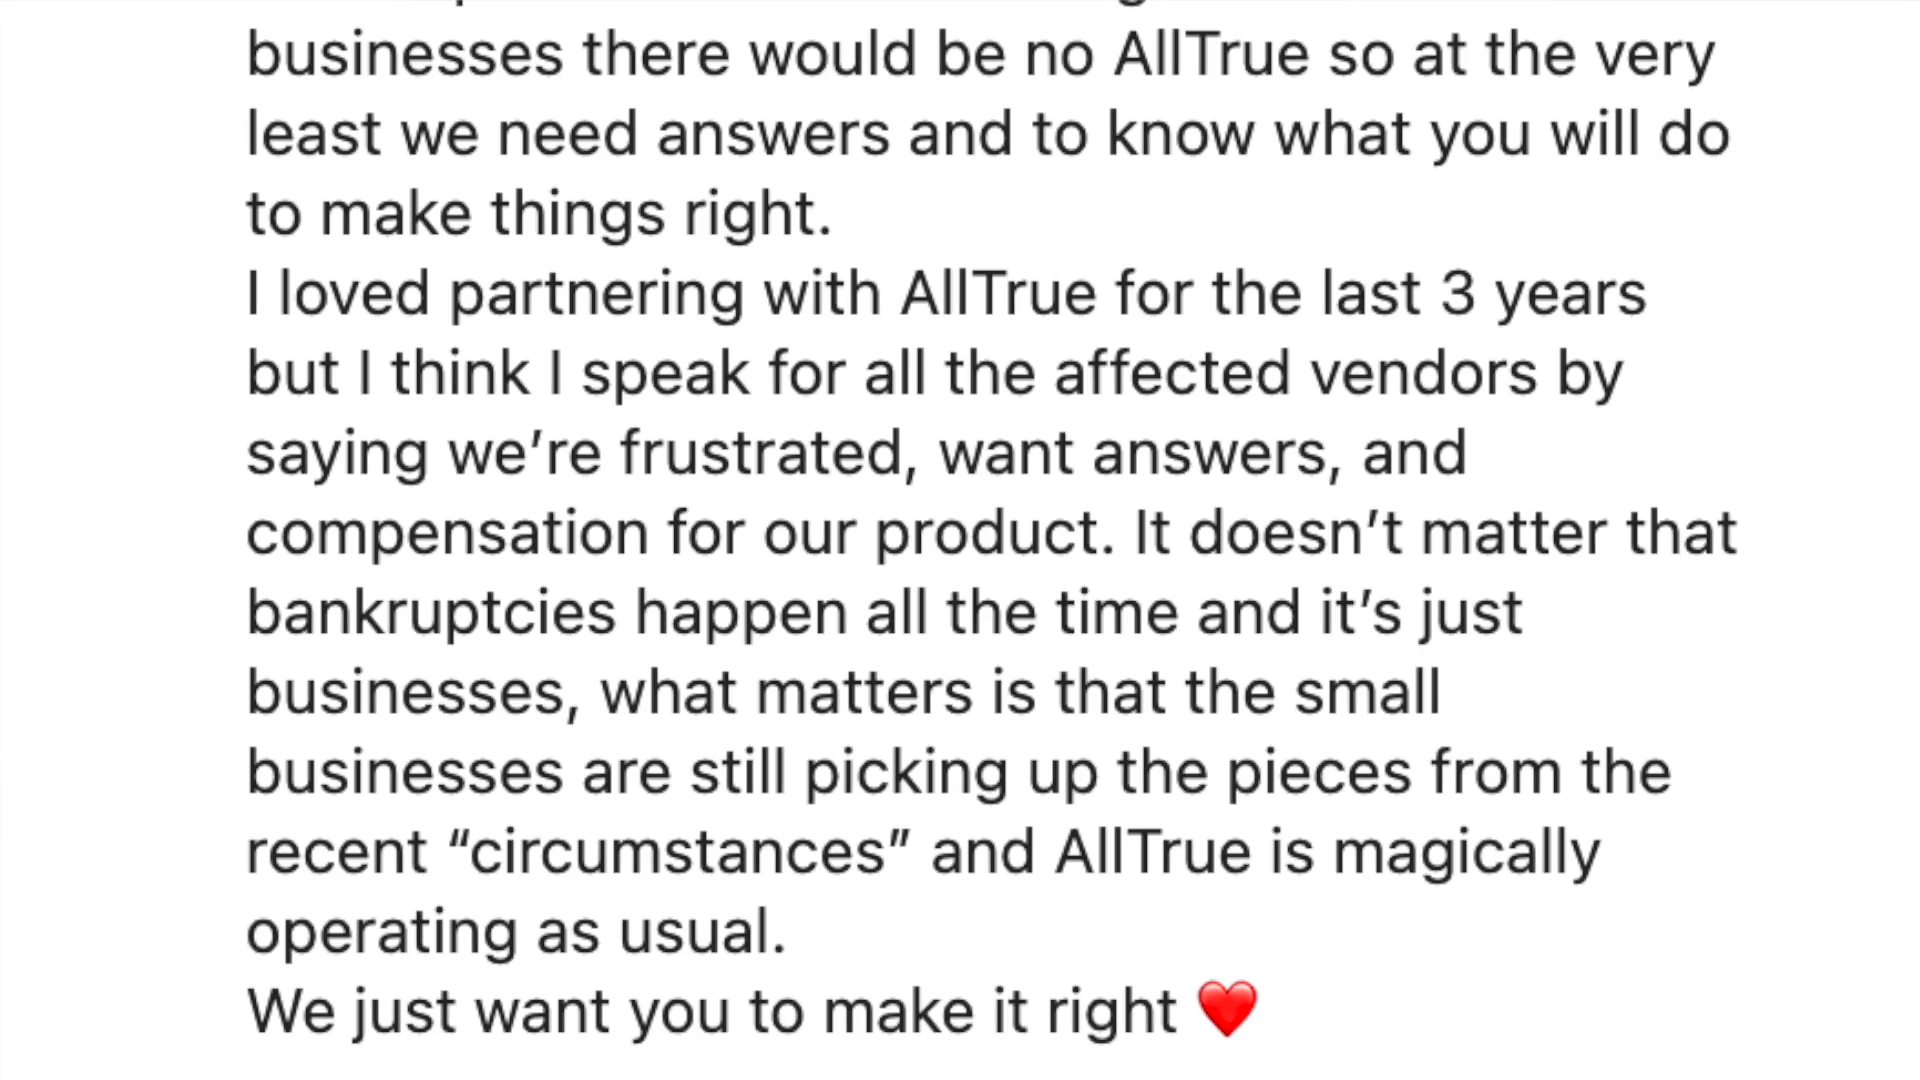 businesses there would be no AllTrue so at the very
least we need answers and to know what you will do
to make things right.
I loved partnering with AllTrue for the last 3 years
but I think I speak for all the affected vendors by
saying we’re frustrated, want answers, and
compensation for our product. It doesn’t matter that
bankruptcies happen all the time and it’s just
businesses, what matters is that the small
businesses are still picking up the pieces from the
recent “circumstances” and AllTrue is magically
operating as usual.
We just want you to make it right ❤️